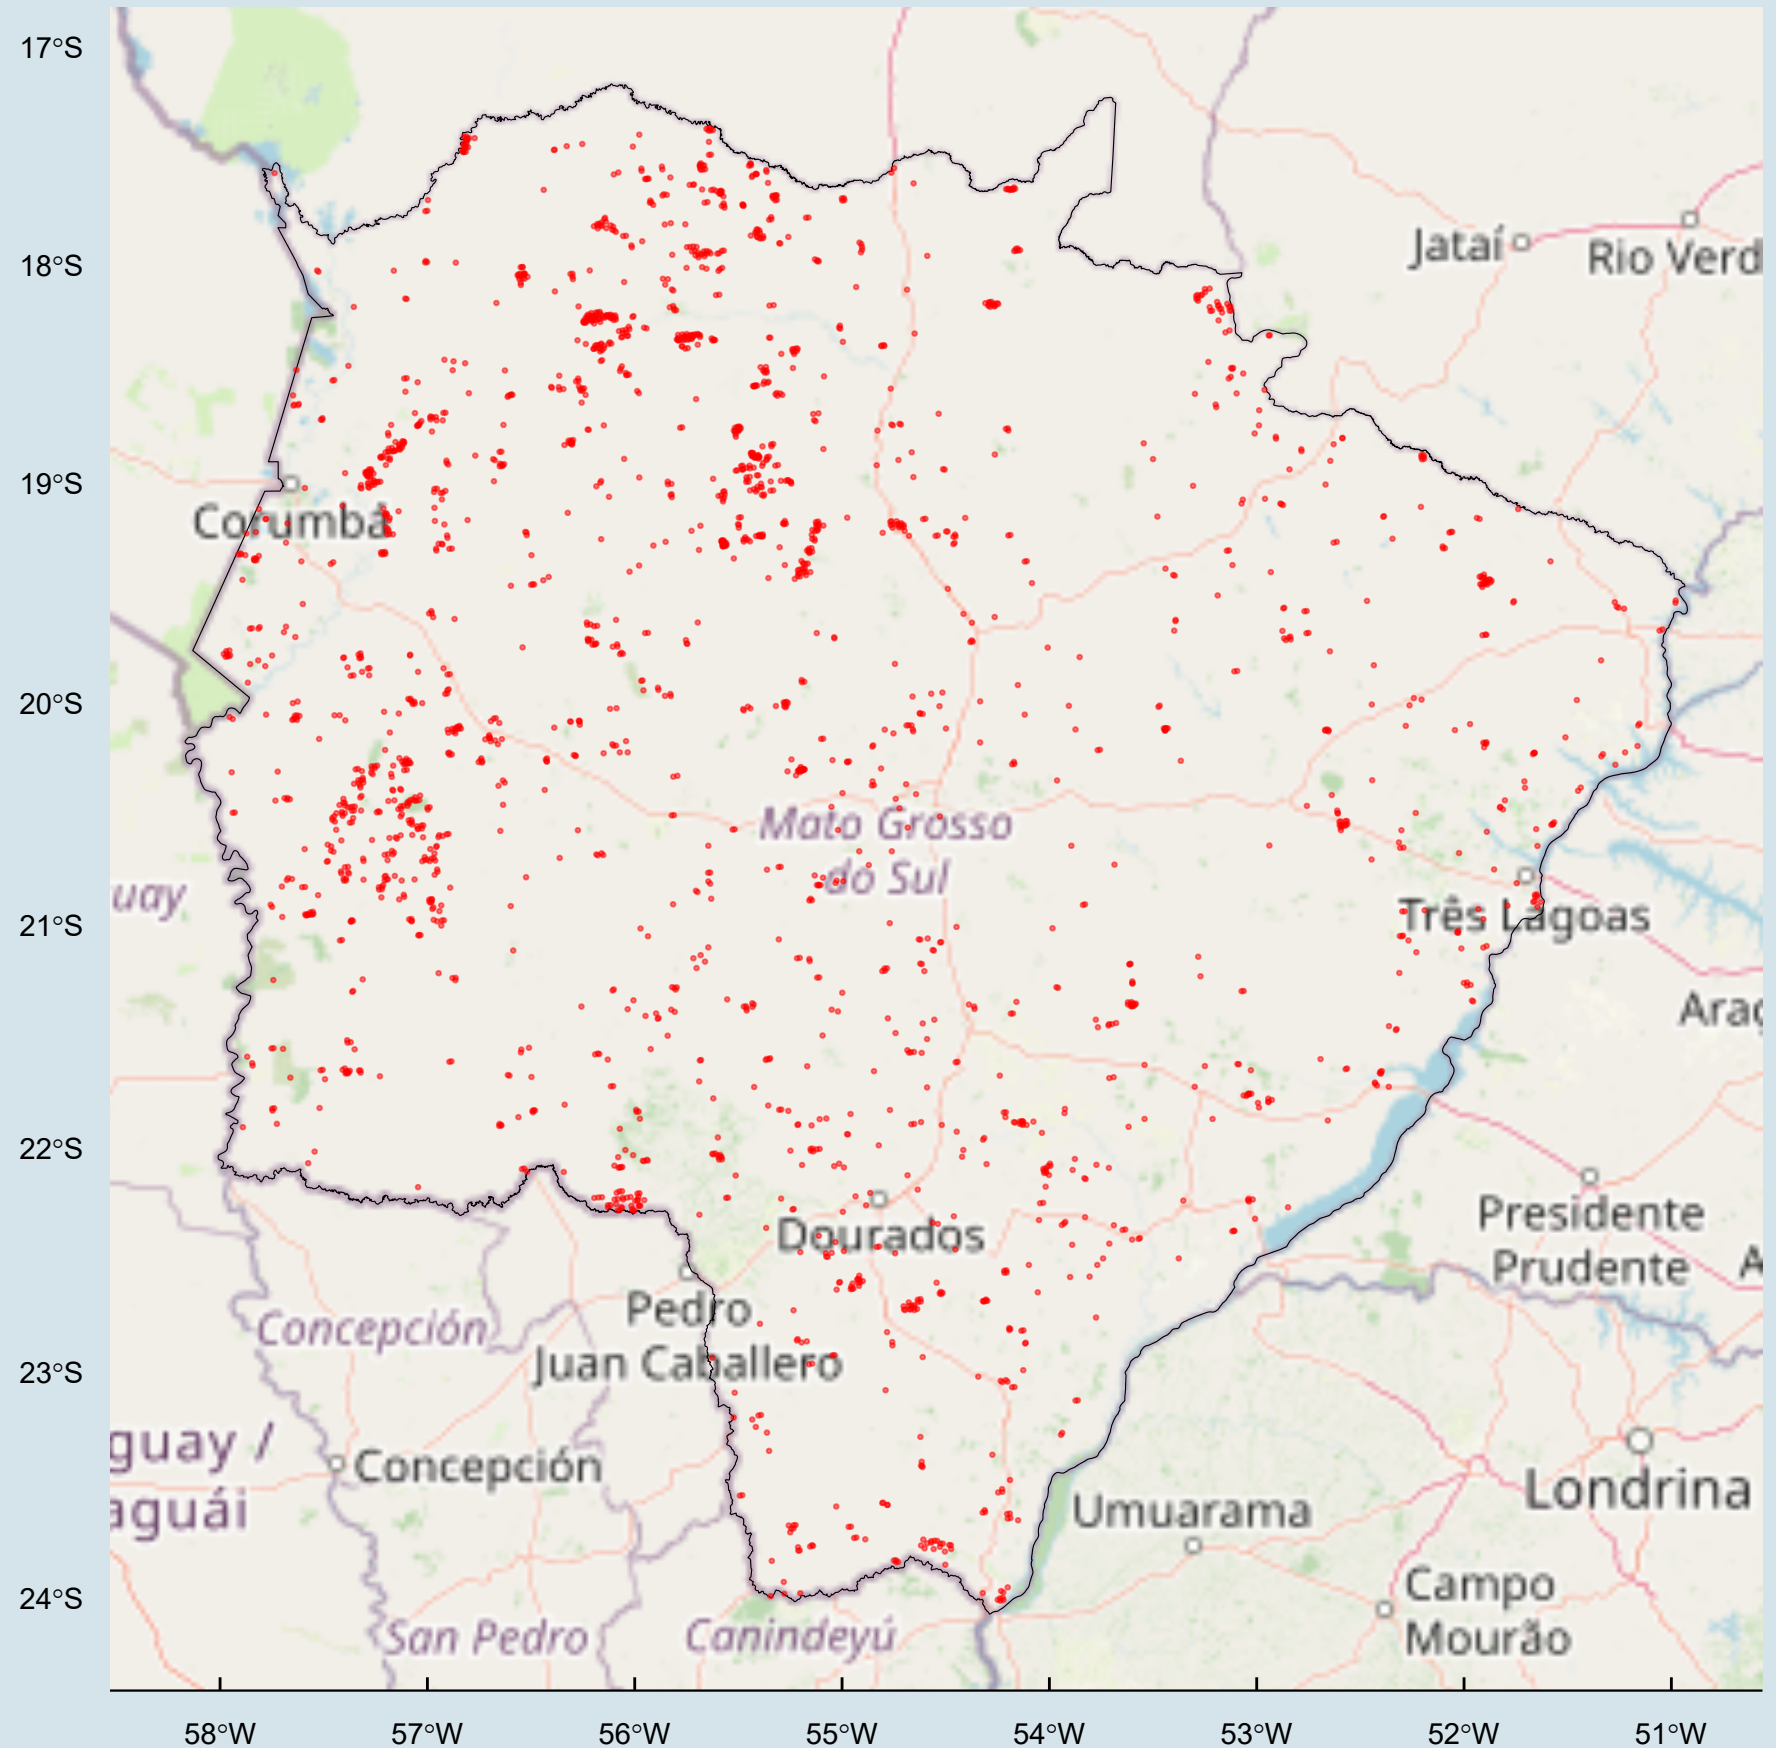 17°S
18°S
19°S
20°S
21°S
22°S
23°S
24°S
58°W
57°W
56°W
55°W
54°W
53°W
52°W
51°W
Jataí
Rio Verd
Corumbá
Mato Grosso
do Sul
uay
Três Lagoas
Araç
Dourados
Presidente
Prudente
A
Pedro
Juan Caballero
Concepción
guay /
aguái
Concepción
Londrina
Umuarama
Campo
Mourão
San Pedro
Canindeyú